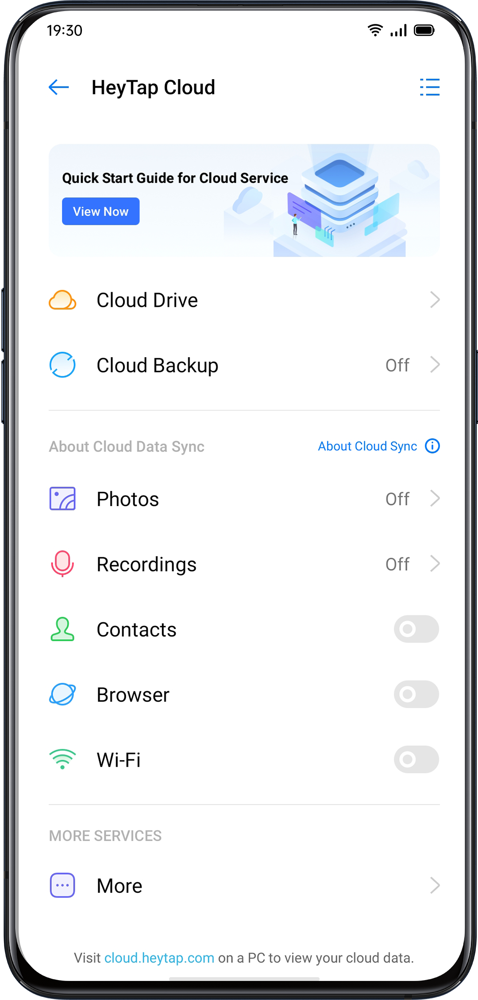 19:30
HeyTap Cloud
Quick Start Guide for Cloud Service
View Now
Cloud Drive
Cloud Backup Off
About Cloud Data Sync About Cloud Sync
Photos Off
Recordings Off
Contacts
Browser
Wi-Fi
MORE SERVICES
More
Visit cloud.heytap.com on a PC to view your cloud data.